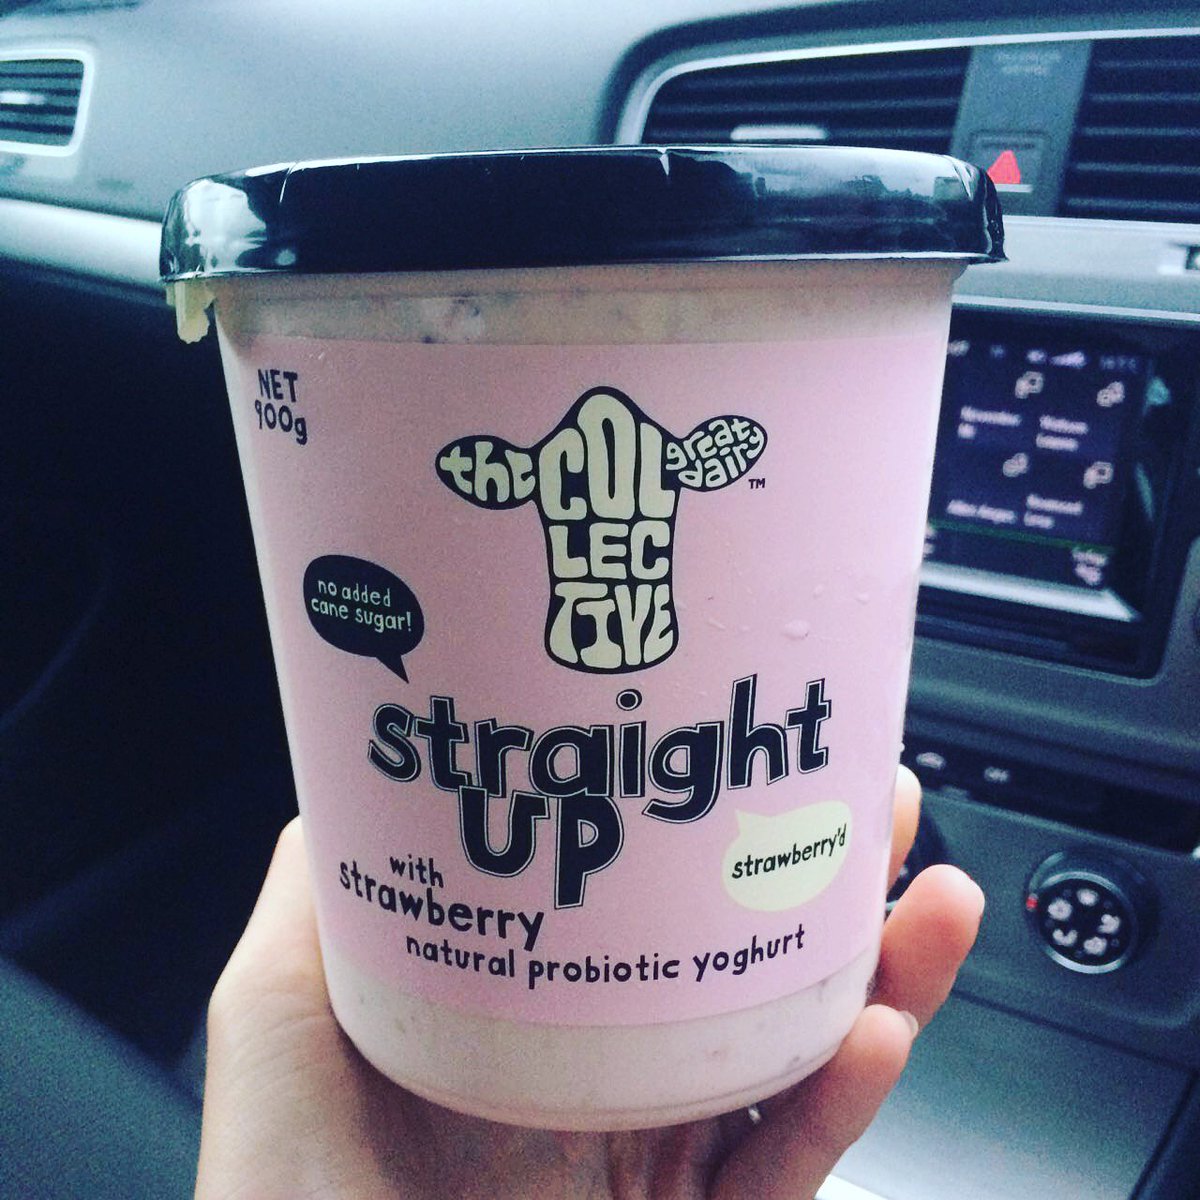 NET
900g
the COL great
dairy
LEC
TIVE
TM
no added
cane sugar!
straight
UP
strawberry'd
with
strawberry
natural probiotic yoghurt
OFF